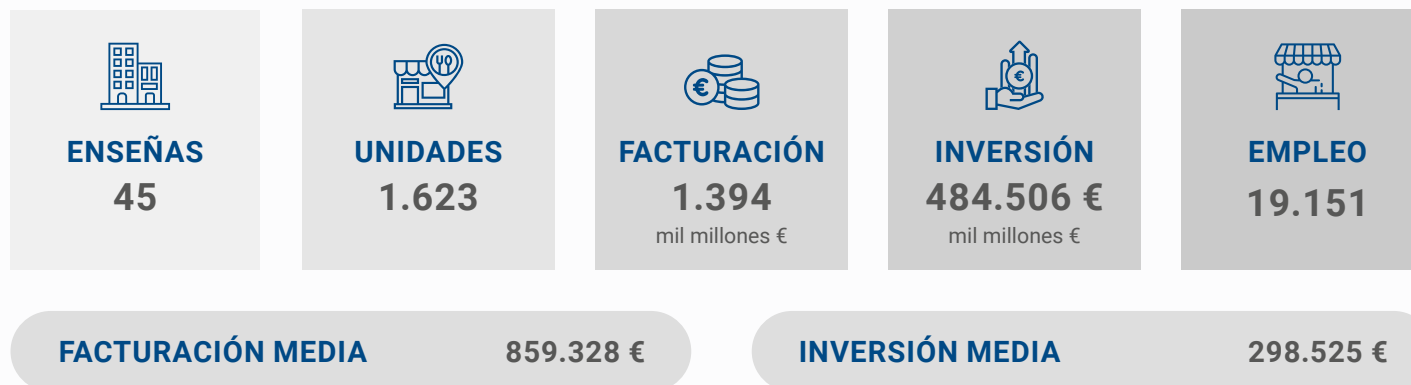 ENSEÑAS
45
UNIDADES
1.623
FACTURACIÓN
1.394
mil millones €
INVERSIÓN
484.506 €
mil millones €
EMPLEO
19.151
FACTURACIÓN MEDIA 859.328 €
INVERSIÓN MEDIA 298.525 €